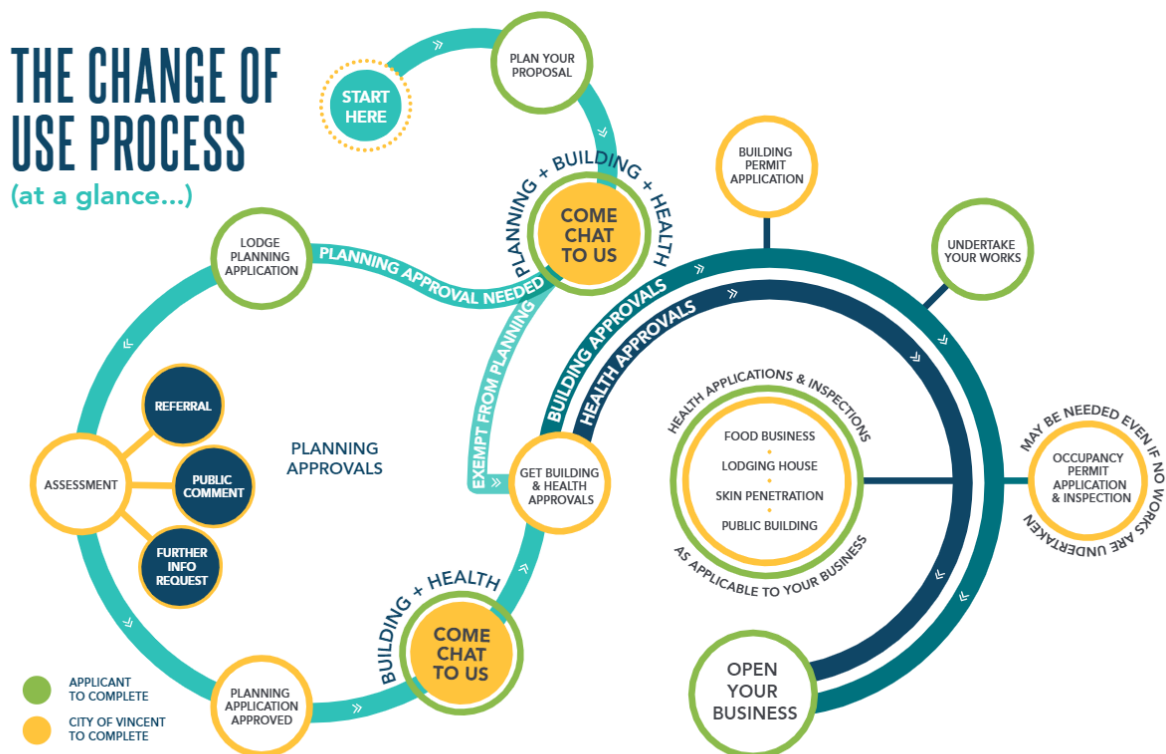 THE CHANGE OF
USE PROCESS
(at a glance...)
START
HERE
PLAN YOUR
PROPOSAL
PLANNING + BUILDING + HEALTH
COME
CHAT
TO US
PLANNING APPROVAL NEEDED
LODGE
PLANNING
APPLICATION
ASSESSMENT
REFERRAL
PUBLIC
COMMENT
FURTHER
INFO
REQUEST
PLANNING
APPROVALS
PLANNING
APPLICATION
APPROVED
BUILDING + HEALTH
COME
CHAT
TO US
EXEMPT FROM PLANNING
GET BUILDING
& HEALTH
APPROVALS
BUILDING APPROVALS
HEALTH APPROVALS
BUILDING
PERMIT
APPLICATION
UNDERTAKE
YOUR WORKS
HEALTH APPLICATIONS & INSPECTIONS
FOOD BUSINESS
LODGING HOUSE
SKIN PENETRATION
PUBLIC BUILDING
AS APPLICABLE TO YOUR BUSINESS
MAY BE NEEDED EVEN IF NO WORKS ARE UNDERTAKEN
OCCUPANCY
PERMIT
APPLICATION
& INSPECTION
OPEN
YOUR
BUSINESS
APPLICANT
TO COMPLETE
CITY OF VINCENT
TO COMPLETE